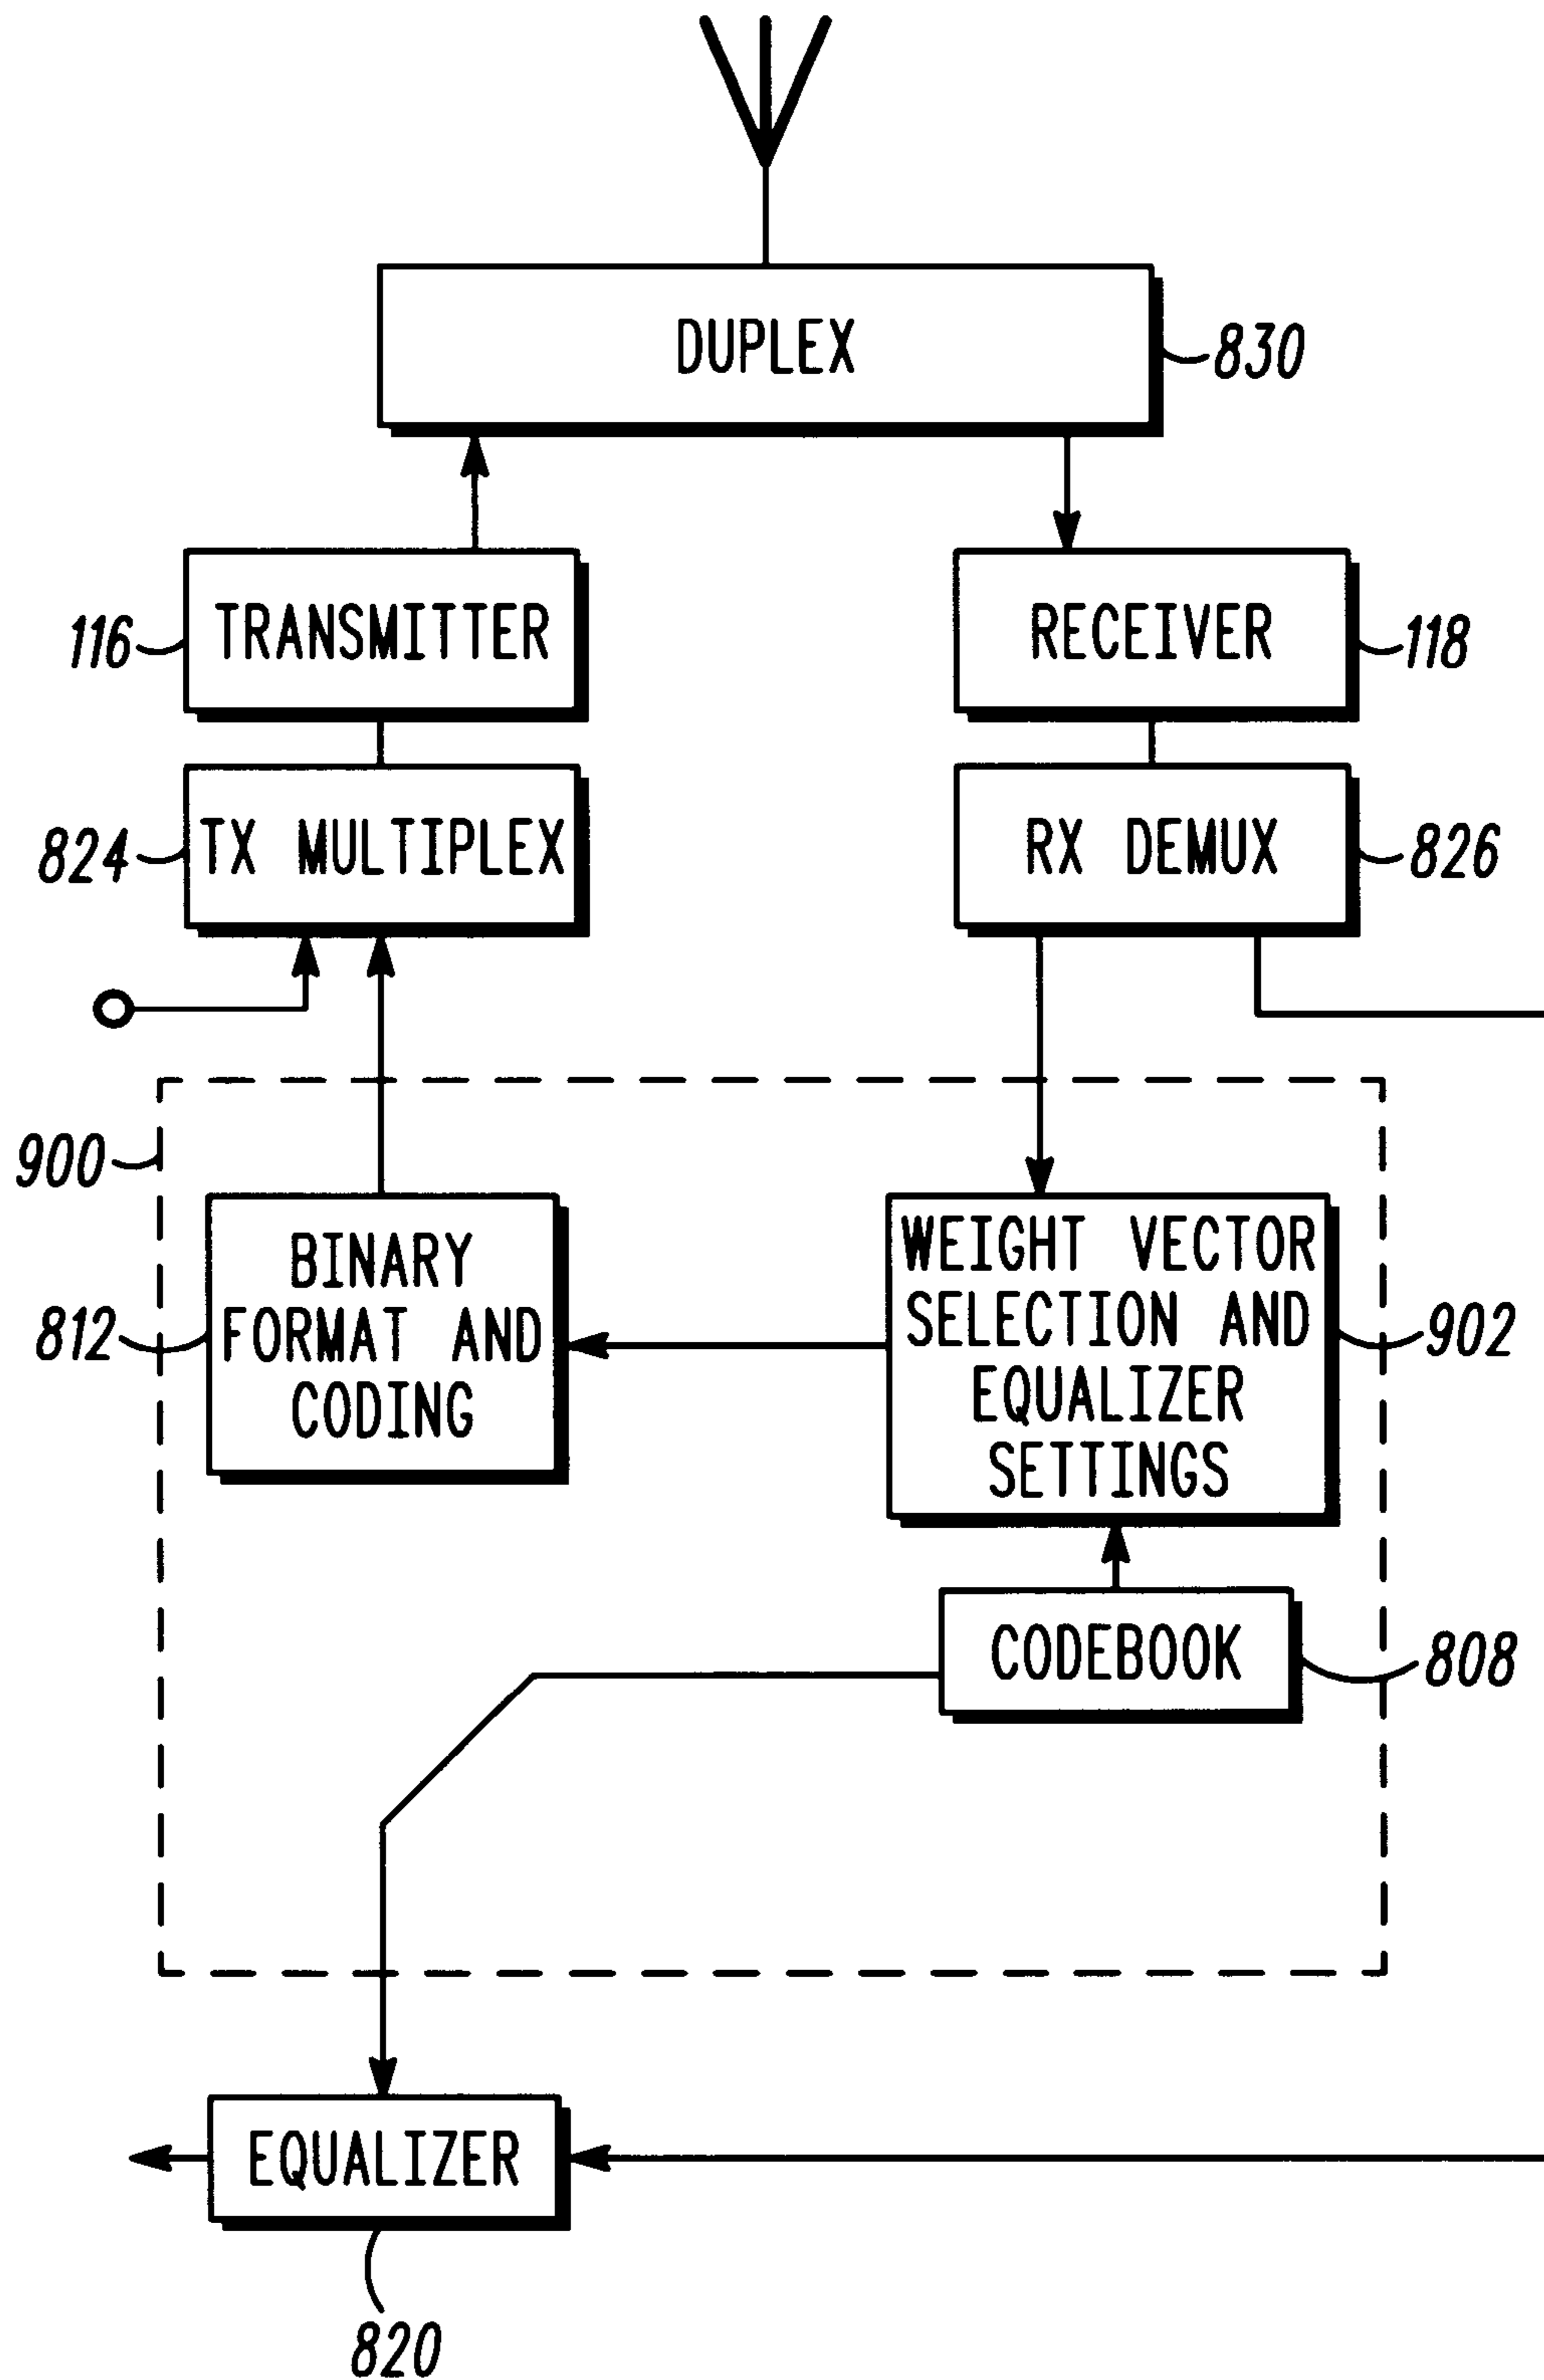 DUPLEX
830
TRANSMITTER
116
RECEIVER
118
TX MULTIPLEX
824
RX DEMUX
826
900
BINARY
FORMAT AND
CODING
812
WEIGHT VECTOR
SELECTION AND
EQUALIZER
SETTINGS
902
CODEBOOK
808
EQUALIZER
820